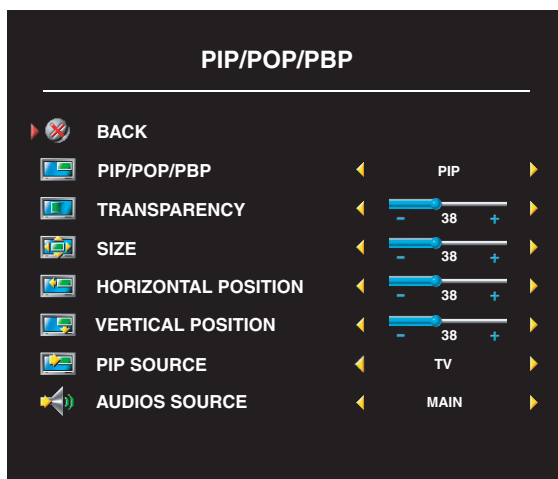 PIP/POP/PBP
BACK
PIP/POP/PBP PIP
TRANSPARENCY - 38 +
SIZE - 38 +
HORIZONTAL POSITION - 38 +
VERTICAL POSITION - 38 +
PIP SOURCE TV
AUDIOS SOURCE MAIN